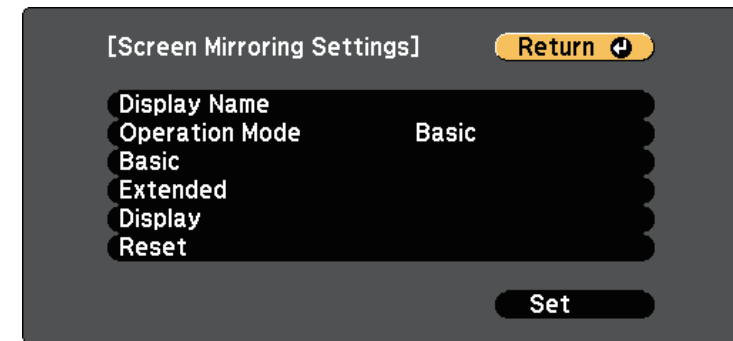 [Screen Mirroring Settings] Return
Display Name
Operation Mode Basic
Basic
Extended
Display
Reset
Set